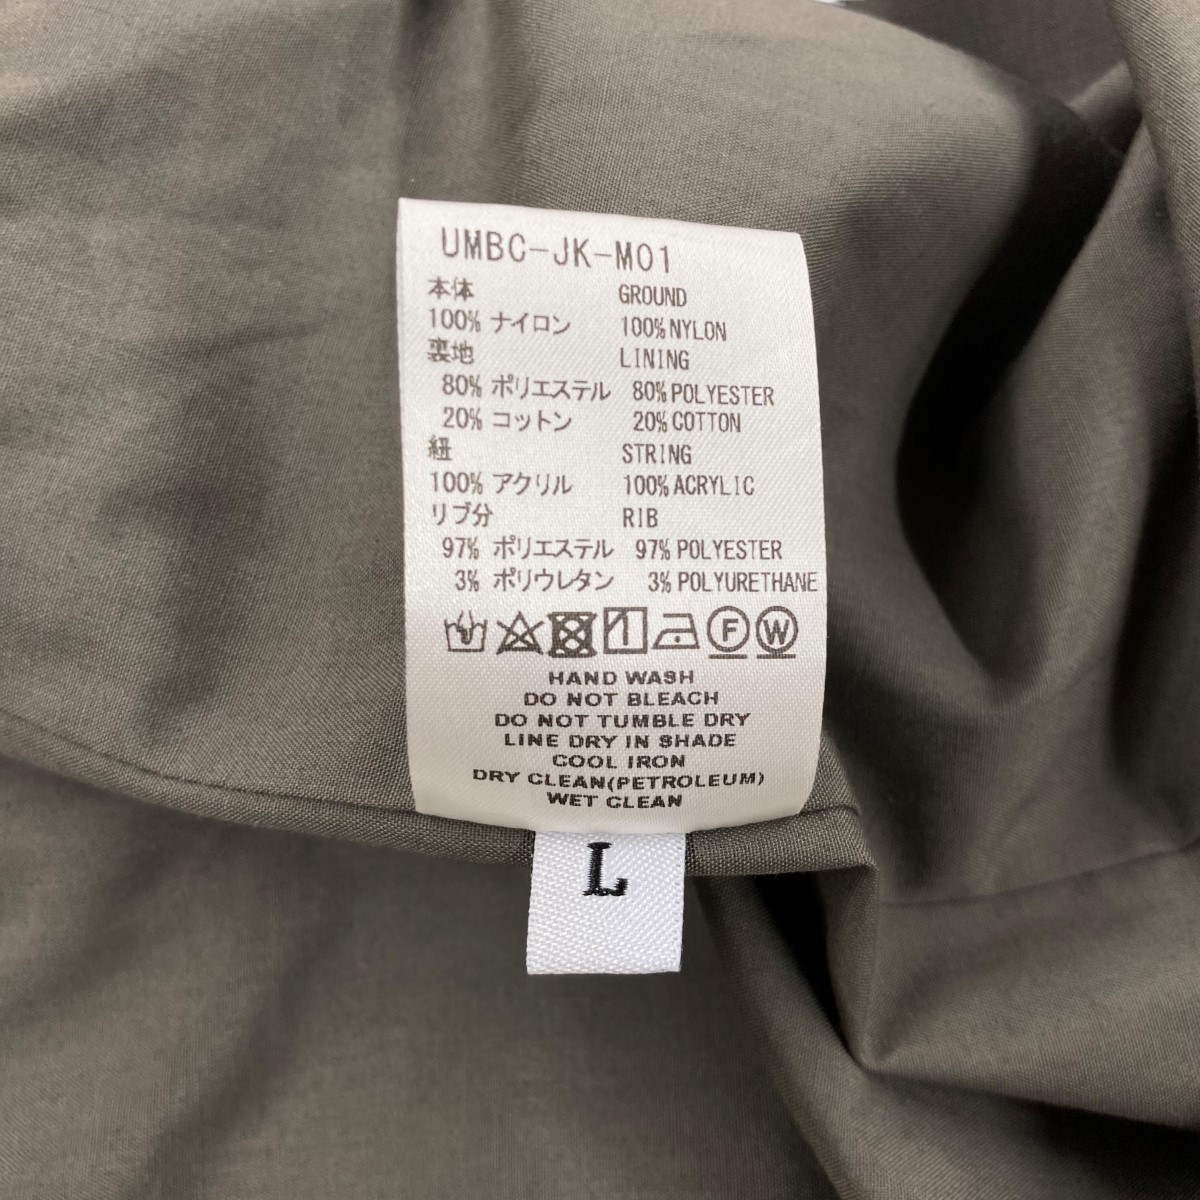 UMBC-JK-M01
本体 GROUND
100% ナイロン 100% NYLON
裏地 LINING
80% ポリエステル 80% POLYESTER
20% コットン 20% COTTON
紐 STRING
100% アクリル 100% ACRYLIC
リブ分 RIB
97% ポリエステル 97% POLYESTER
3% ポリウレタン 3% POLYURETHANE
F W
HAND WASH
DO NOT BLEACH
DO NOT TUMBLE DRY
LINE DRY IN SHADE
COOL IRON
DRY CLEAN(PETROLEUM)
WET CLEAN
L